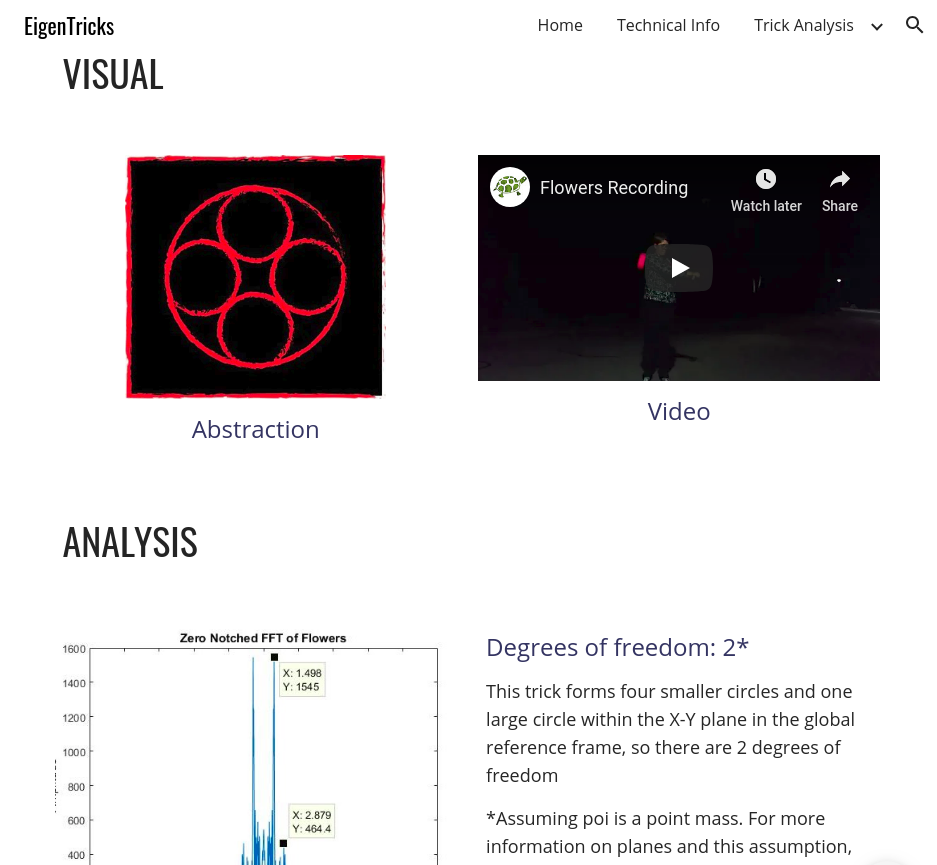 EigenTricks
Home
Technical Info
Trick Analysis
VISUAL
Flowers Recording
Watch later
Share
Abstraction
Video
ANALYSIS
Zero Notched FFT of Flowers
1600
1400
1200
1000
800
600
400
X: 1.498
Y: 1545
X: 2.879
Y: 464.4
Degrees of freedom: 2*
This trick forms four smaller circles and one
large circle within the X-Y plane in the global
reference frame, so there are 2 degrees of
freedom
*Assuming poi is a point mass. For more
information on planes and this assumption,